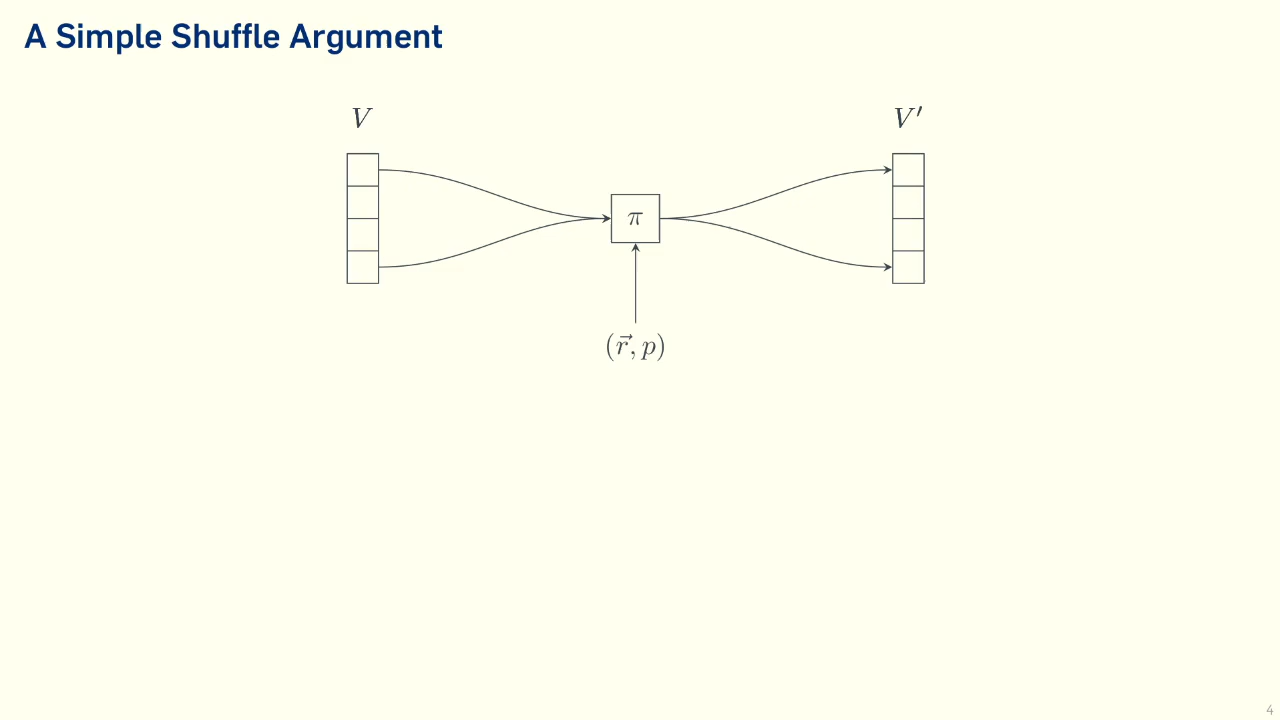 A Simple Shuffle Argument
V V′
π
(r⃗, p)
4